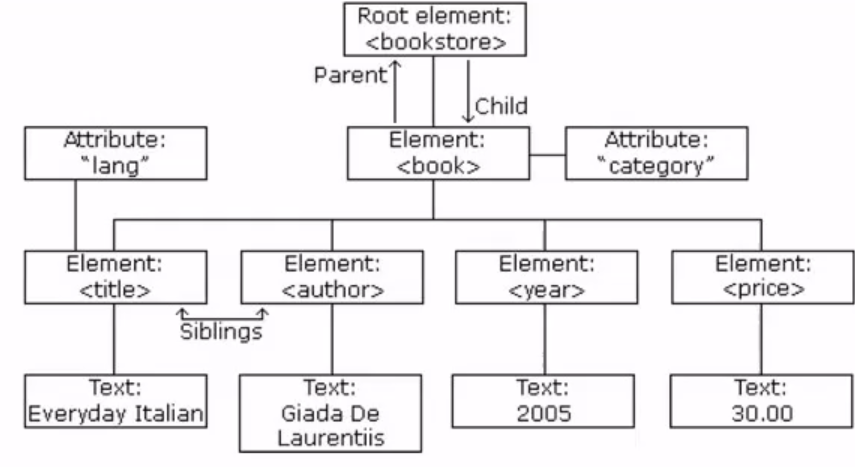 Root element:
<bookstore>
Parent
Child
Attribute:
"lang"
Element:
<book>
Attribute:
"category"
Element:
<title>
Element:
<author>
Element:
<year>
Element:
<price>
Siblings
Text:
Everyday Italian
Text:
Giada De
Laurentiis
Text:
2005
Text:
30.00